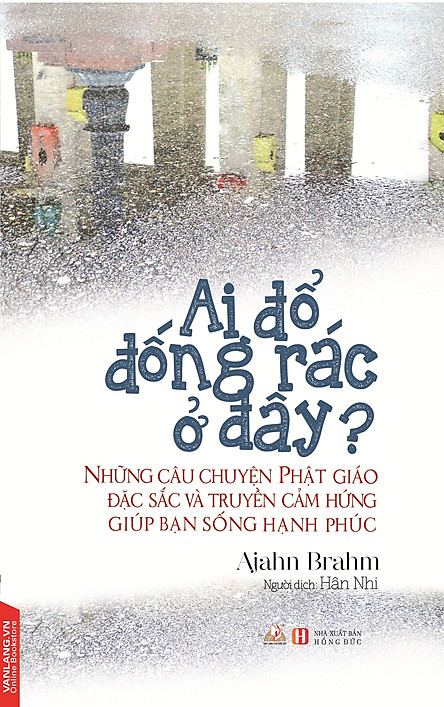 Ai đổ
đống rác
ở đây?
NHỮNG CÂU CHUYỆN PHẬT GIÁO
ĐẶC SẮC VÀ TRUYỀN CẢM HỨNG
GIÚP BẠN SỐNG HẠNH PHÚC
Ajahn Brahm
Người dịch: Hân Nhi
NHÀ XUẤT BẢN
HỒNG ĐỨC
VANLANG.VN
Online Bookstore